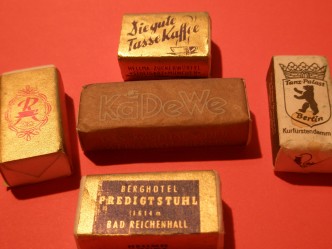 Die gute
Tasse Kaffee
KaDeWe
R
Tanz Palast
Berlin
Kurfürstendamm
BERGHOTEL
PREDIGTSTUHL
1614 m
BAD REICHENHALL